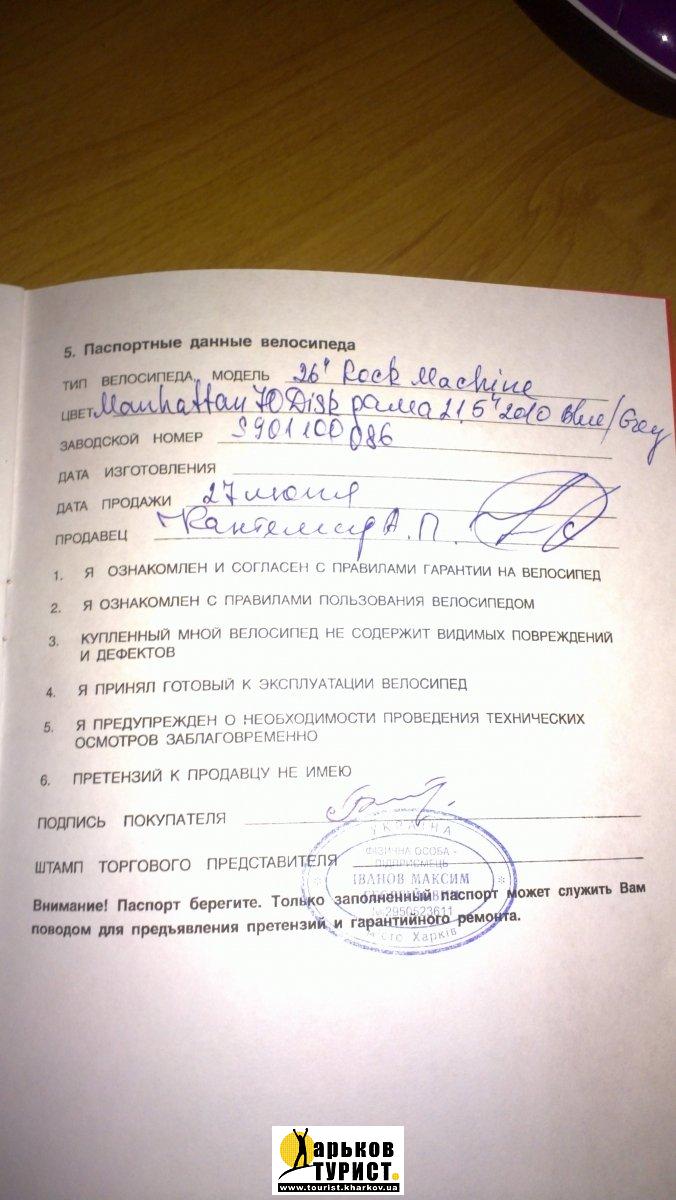 5. Паспортные данные велосипеда
ТИП ВЕЛОСИПЕДА, МОДЕЛЬ 26" Rock Machine
ЦВЕТ Manhattan 70 Disk рама 21,5" 2010 Blue/Grey
ЗАВОДСКОЙ НОМЕР S901100086
ДАТА ИЗГОТОВЛЕНИЯ
ДАТА ПРОДАЖИ 27 июня
ПРОДАВЕЦ Кантемир А. П.
1. Я ОЗНАКОМЛЕН И СОГЛАСЕН С ПРАВИЛАМИ ГАРАНТИИ НА ВЕЛОСИПЕД
2. Я ОЗНАКОМЛЕН С ПРАВИЛАМИ ПОЛЬЗОВАНИЯ ВЕЛОСИПЕДОМ
3. КУПЛЕННЫЙ МНОЙ ВЕЛОСИПЕД НЕ СОДЕРЖИТ ВИДИМЫХ ПОВРЕЖДЕНИЙ
И ДЕФЕКТОВ
4. Я ПРИНЯЛ ГОТОВЫЙ К ЭКСПЛУАТАЦИИ ВЕЛОСИПЕД
5. Я ПРЕДУПРЕЖДЕН О НЕОБХОДИМОСТИ ПРОВЕДЕНИЯ ТЕХНИЧЕСКИХ
ОСМОТРОВ ЗАБЛАГОВРЕМЕННО
6. ПРЕТЕНЗИЙ К ПРОДАВЦУ НЕ ИМЕЮ
ПОДПИСЬ ПОКУПАТЕЛЯ
УКРАЇНА
ФІЗИЧНА ОСОБА -
ПІДПРИЄМЕЦЬ
ШТАМП ТОРГОВОГО ПРЕДСТАВИТЕЛЯ
ІВАНОВ МАКСИМ
Внимание! Паспорт берегите. Только заполненный паспорт может служить Вам
№2950523611
поводом для предъявления претензий и гарантийного ремонта.
місто Харків
Харьков
ТУРИСТ.
www.tourist.kharkov.ua